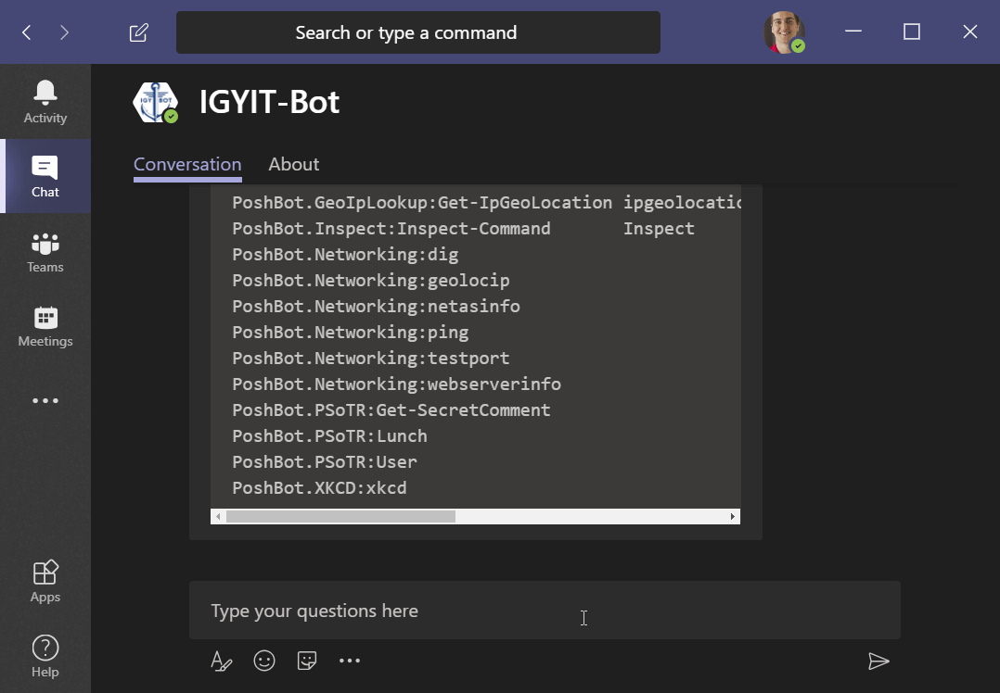 Search or type a command
Activity
Chat
Teams
Meetings
Apps
Help
IGY BOT
IGYIT-Bot
Conversation About
PoshBot.GeoIpLookup:Get-IpGeoLocation ipgeolocatio
PoshBot.Inspect:Inspect-Command Inspect
PoshBot.Networking:dig
PoshBot.Networking:geolocip
PoshBot.Networking:netasinfo
PoshBot.Networking:ping
PoshBot.Networking:testport
PoshBot.Networking:webserverinfo
PoshBot.PSoTR:Get-SecretComment
PoshBot.PSoTR:Lunch
PoshBot.PSoTR:User
PoshBot.XKCD:xkcd
Type your questions here